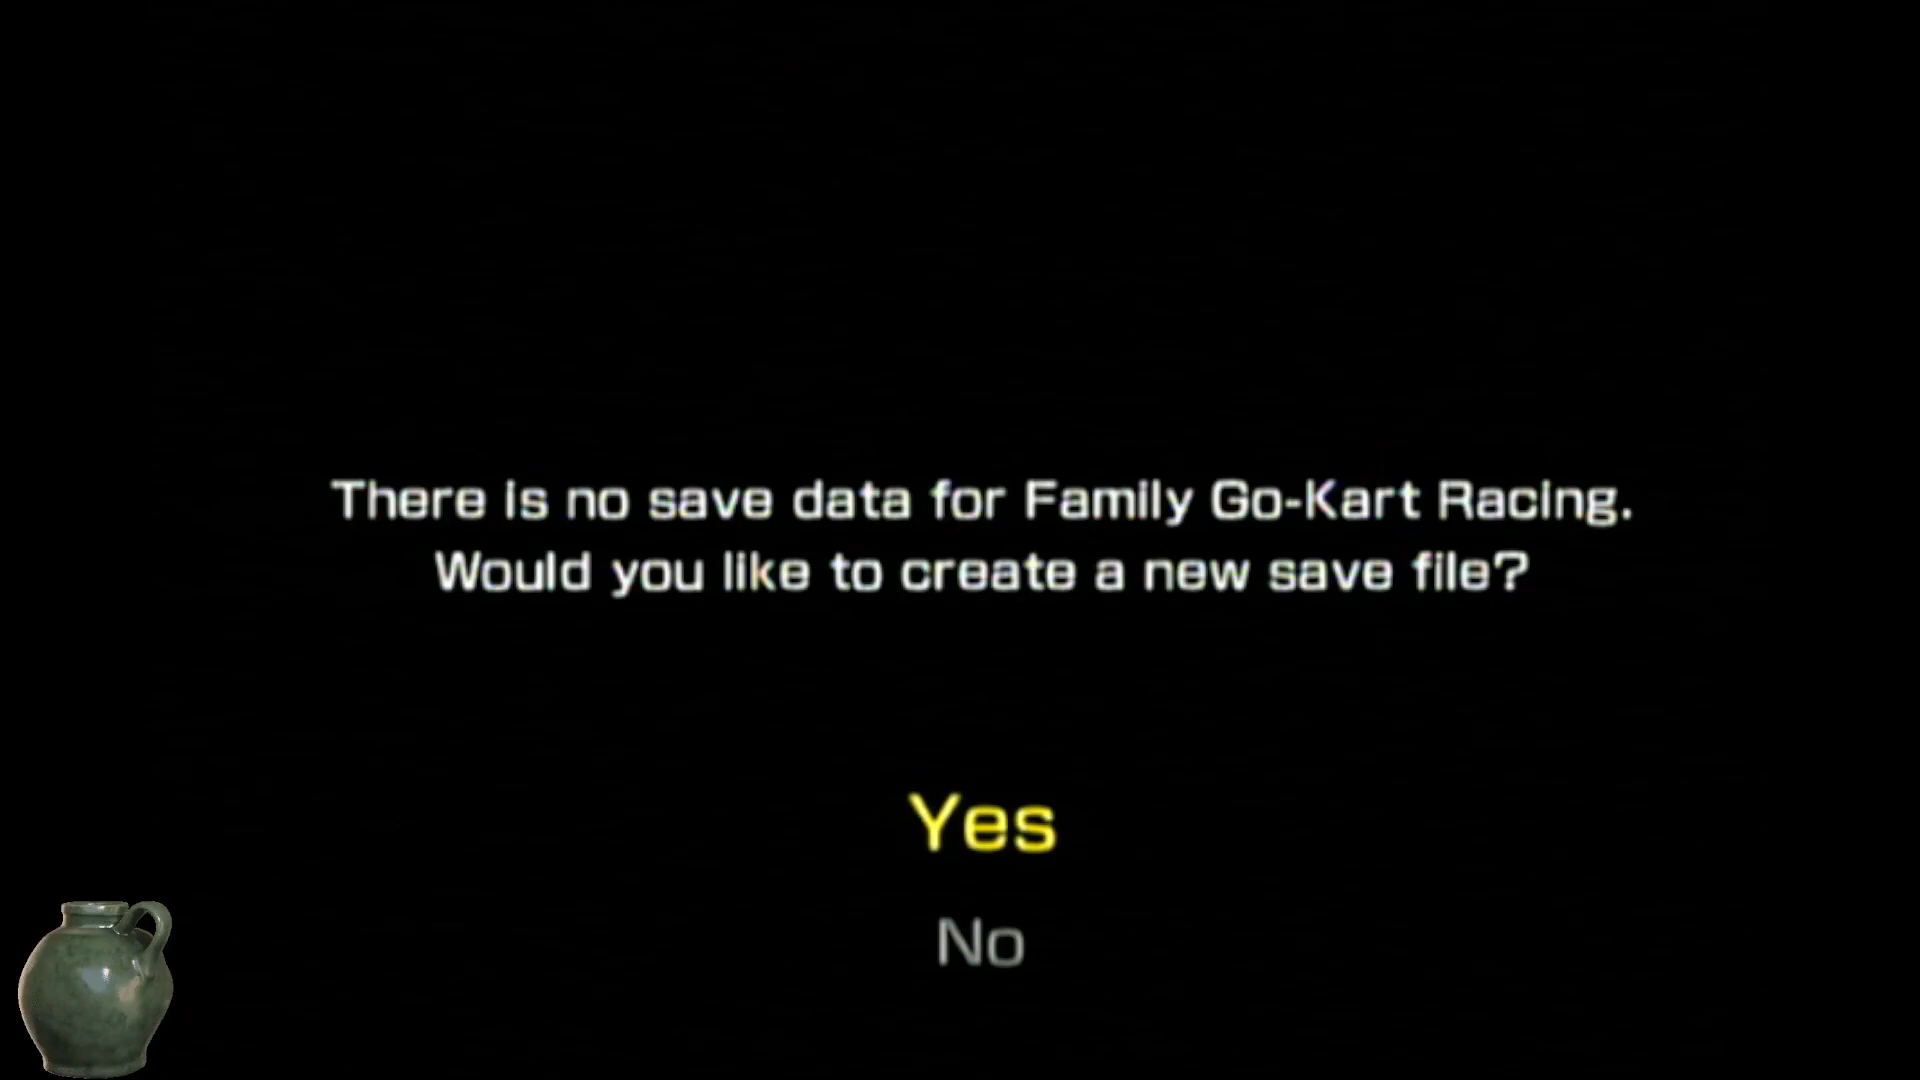 There is no save data for Family Go-Kart Racing.
Would you like to create a new save file?
Yes
No